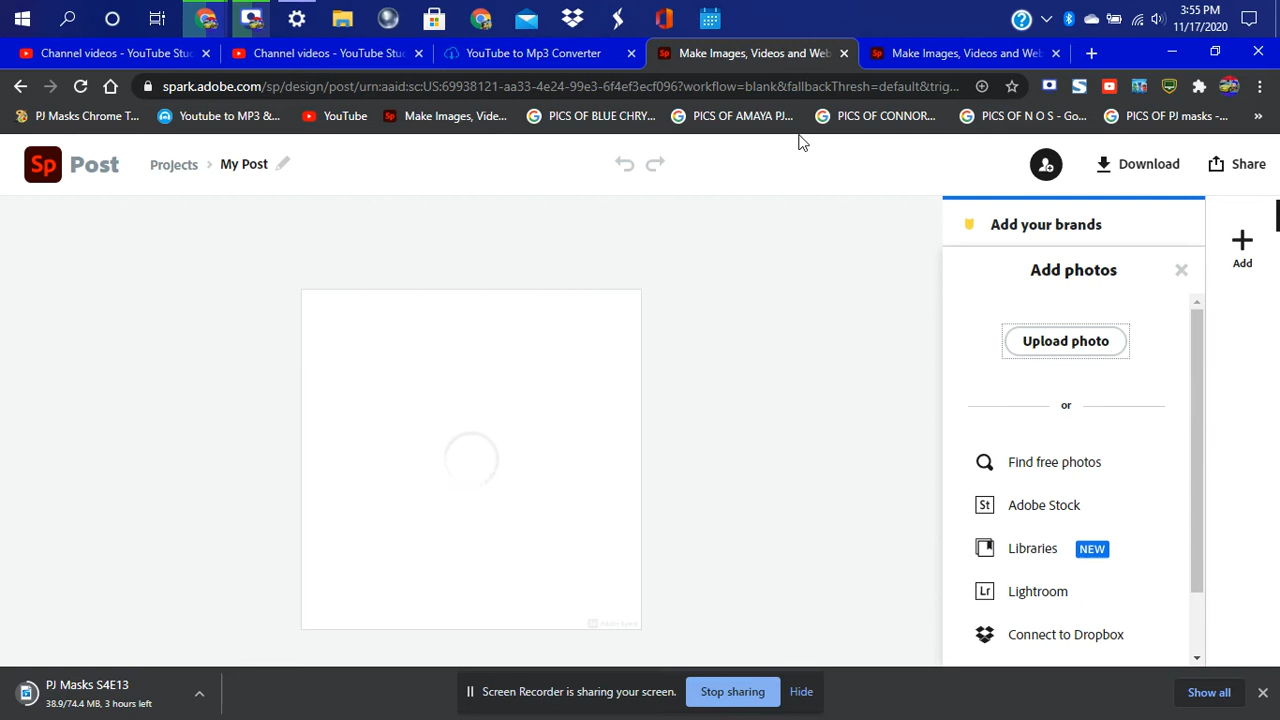 3:55 PM
11/17/2020
Channel videos - YouTube Stu
Channel videos - YouTube Stu
YouTube to Mp3 Converter
Make Images, Videos and Web
Make Images, Videos and Web
spark.adobe.com/sp/design/post/urn:aaid:sc:US:69938121-aa33-4e24-99e3-6f4ef3ecf096?workflow=blank&fallbackThresh=default&trig...
PJ Masks Chrome T...
Youtube to MP3 &...
YouTube
Make Images, Vide...
PICS OF BLUE CHRY...
PICS OF AMAYA PJ...
PICS OF CONNOR...
PICS OF N O S - Go...
PICS OF PJ masks -...
Sp Post
Projects > My Post
Download
Share
Add your brands
Add photos
Add
Upload photo
or
Find free photos
St Adobe Stock
Libraries NEW
Lr Lightroom
Connect to Dropbox
Adobe Spark
PJ Masks S4E13
38.9/74.4 MB, 3 hours left
Screen Recorder is sharing your screen.
Stop sharing
Hide
Show all